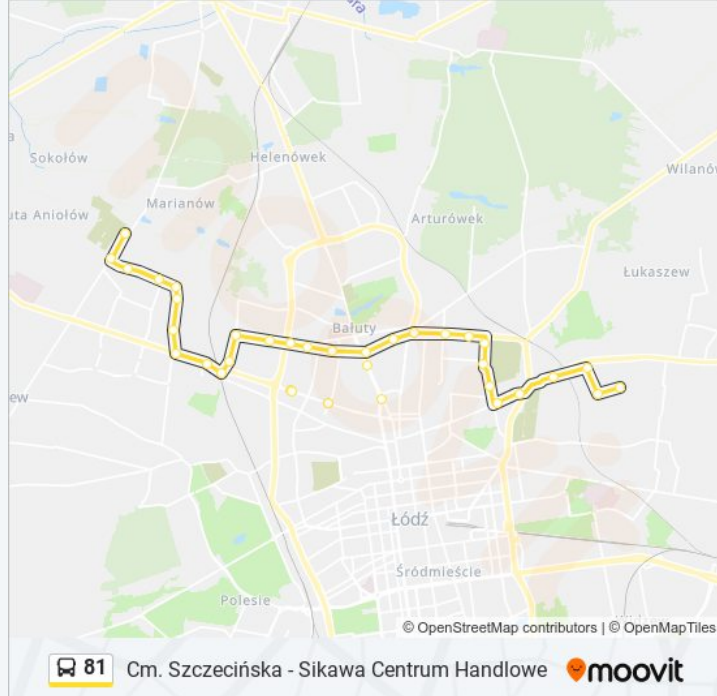 Sokołów
Helenówek
Wilanów
Marianów
uta Aniołów
Arturówek
Łukaszew
Bałuty
ew
Łódź
Śródmieście
Polesie
© OpenStreetMap contributors | © OpenMapTiles
81 Cm. Szczecińska - Sikawa Centrum Handlowe moovit